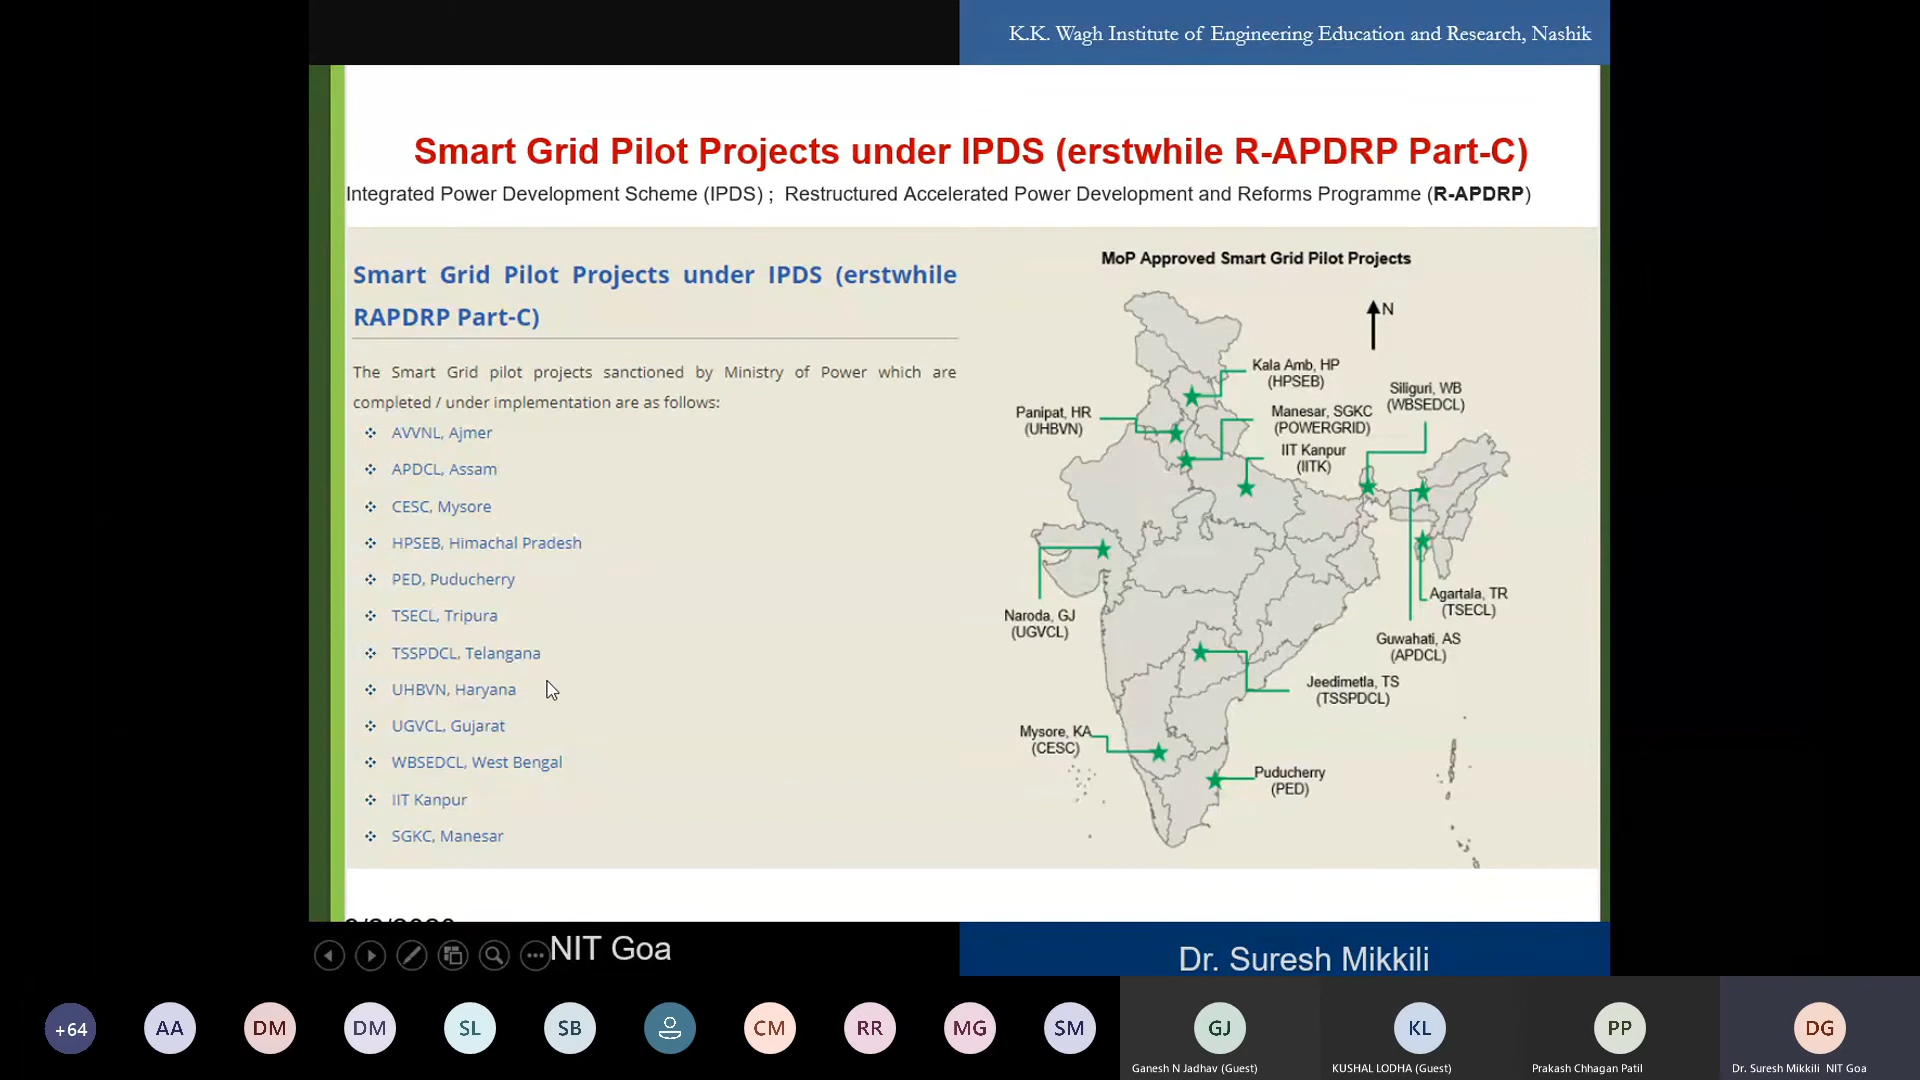 K.K. Wagh Institute of Engineering Education and Research, Nashik
Smart Grid Pilot Projects under IPDS (erstwhile R-APDRP Part-C)
Integrated Power Development Scheme (IPDS) ; Restructured Accelerated Power Development and Reforms Programme (R-APDRP)
Smart Grid Pilot Projects under IPDS (erstwhile
RAPDRP Part-C)
The Smart Grid pilot projects sanctioned by Ministry of Power which are
completed / under implementation are as follows:
AVVNL, Ajmer
APDCL, Assam
CESC, Mysore
HPSEB, Himachal Pradesh
PED, Puducherry
TSECL, Tripura
TSSPDCL, Telangana
UHBVN, Haryana
UGVCL, Gujarat
WBSEDCL, West Bengal
IIT Kanpur
SGKC, Manesar
MoP Approved Smart Grid Pilot Projects
N
Kala Amb, HP
(HPSEB)
Siliguri, WB
(WBSEDCL)
Panipat, HR
(UHBVN)
Manesar, SGKC
(POWERGRID)
IIT Kanpur
(IITK)
Naroda, GJ
(UGVCL)
Agartala, TR
(TSECL)
Guwahati, AS
(APDCL)
Jeedimetla, TS
(TSSPDCL)
Mysore, KA
(CESC)
Puducherry
(PED)
NIT Goa
Dr. Suresh Mikkili
+64
AA
DM
DM
SL
SB
CM
RR
MG
SM
GJ
KL
PP
DG
Ganesh N Jadhav (Guest)
KUSHAL LODHA (Guest)
Prakash Chhagan Patil
Dr. Suresh Mikkili NIT Goa